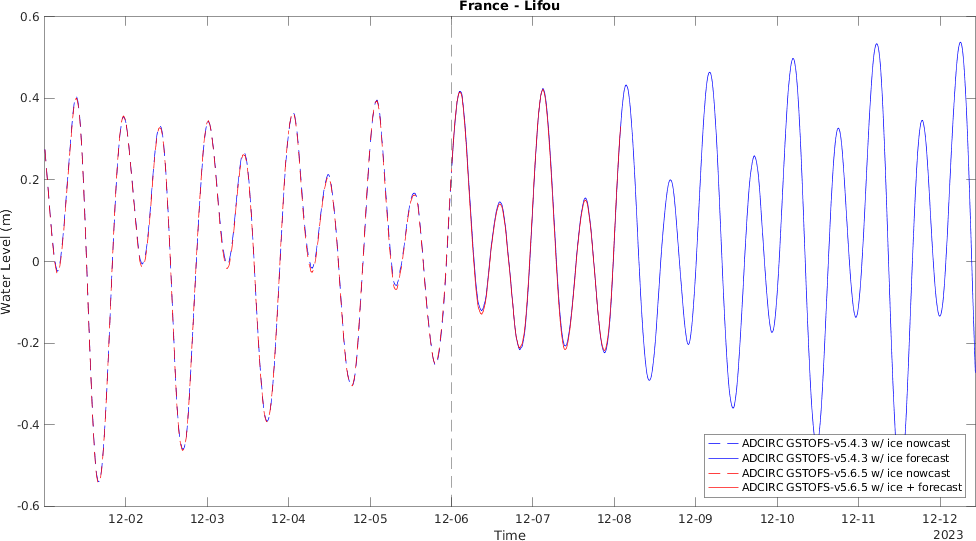 France - Lifou
Water Level (m)
0.6
0.4
0.2
0
-0.2
-0.4
-0.6
ADCIRC GSTOFS-v5.4.3 w/ ice nowcast
ADCIRC GSTOFS-v5.4.3 w/ ice forecast
ADCIRC GSTOFS-v5.6.5 w/ ice nowcast
ADCIRC GSTOFS-v5.6.5 w/ ice + forecast
12-02 12-03 12-04 12-05 12-06 12-07 12-08 12-09 12-10 12-11 12-12
Time
2023